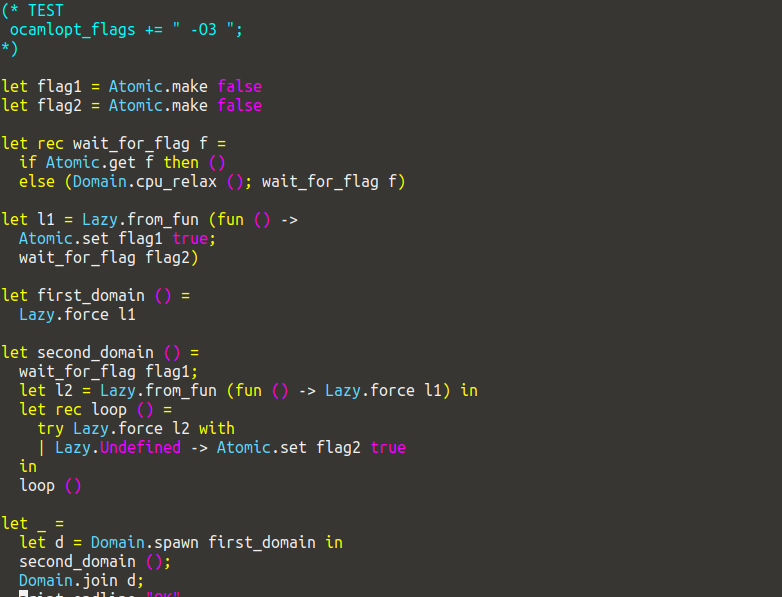 (* TEST
 ocamlopt_flags += " -O3 ";
*)

let flag1 = Atomic.make false
let flag2 = Atomic.make false

let rec wait_for_flag f =
  if Atomic.get f then ()
  else (Domain.cpu_relax (); wait_for_flag f)

let l1 = Lazy.from_fun (fun () ->
  Atomic.set flag1 true;
  wait_for_flag flag2)

let first_domain () =
  Lazy.force l1

let second_domain () =
  wait_for_flag flag1;
  let l2 = Lazy.from_fun (fun () -> Lazy.force l1) in
  let rec loop () =
    try Lazy.force l2 with
    | Lazy.Undefined -> Atomic.set flag2 true
  in
  loop ()

let _ =
  let d = Domain.spawn first_domain in
  second_domain ();
  Domain.join d;